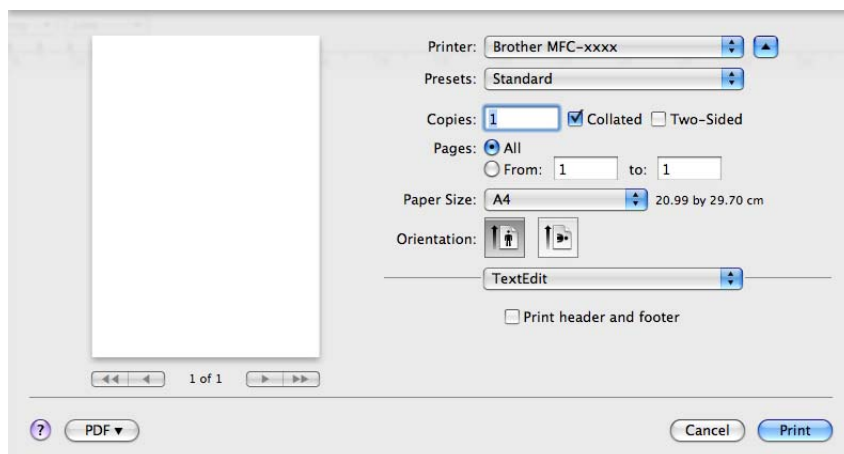 Printer: Brother MFC-xxxx
Presets: Standard
Copies: 1 Collated Two-Sided
Pages: All
From: 1 to: 1
Paper Size: A4 20.99 by 29.70 cm
Orientation:
TextEdit
Print header and footer
1 of 1
? PDF ▼ Cancel Print